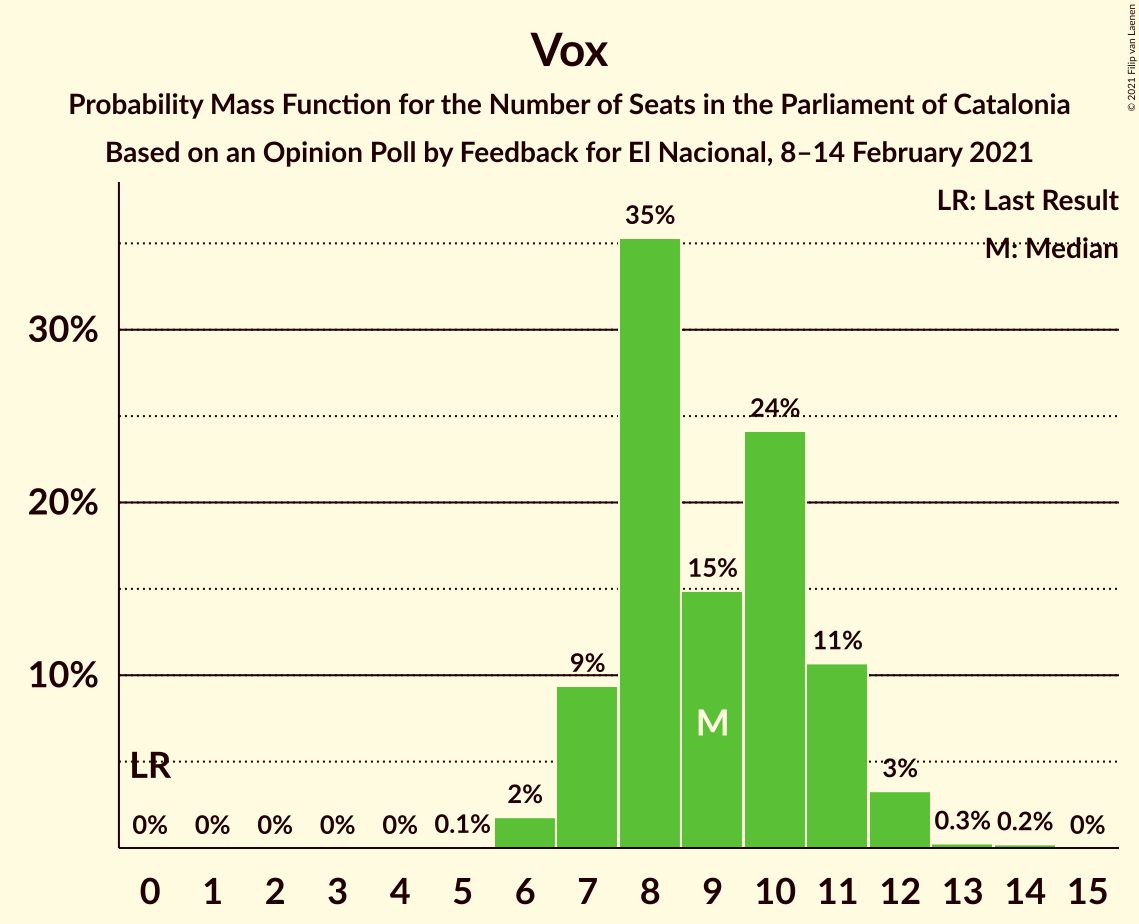 Vox
Probability Mass Function for the Number of Seats in the Parliament of Catalonia
Based on an Opinion Poll by Feedback for El Nacional, 8–14 February 2021
© 2021 Filip van Laenen
LR: Last Result
M: Median
35%
30%
24%
20%
15%
11%
10%
9%
M
LR
3%
2%
0% 0% 0% 0% 0% 0.1% 0.3% 0.2% 0%
0 1 2 3 4 5 6 7 8 9 10 11 12 13 14 15